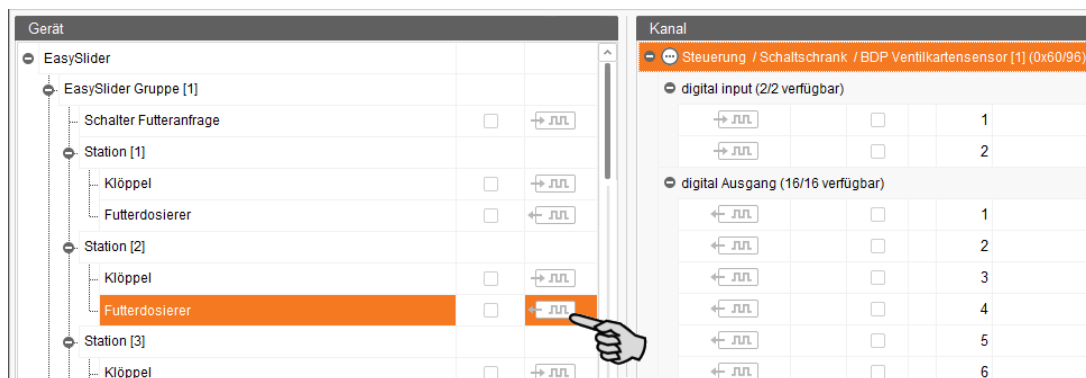 Gerät
EasySlider
EasySlider Gruppe [1]
Schalter Futteranfrage
Station [1]
Klöppel
Futterdosierer
Station [2]
Klöppel
Futterdosierer
Station [3]
Klöppel
Kanal
Steuerung / Schaltschrank / BDP Ventilkartensensor [1] (0x60/96)
digital input (2/2 verfügbar)
1
2
digital Ausgang (16/16 verfügbar)
1
2
3
4
5
6